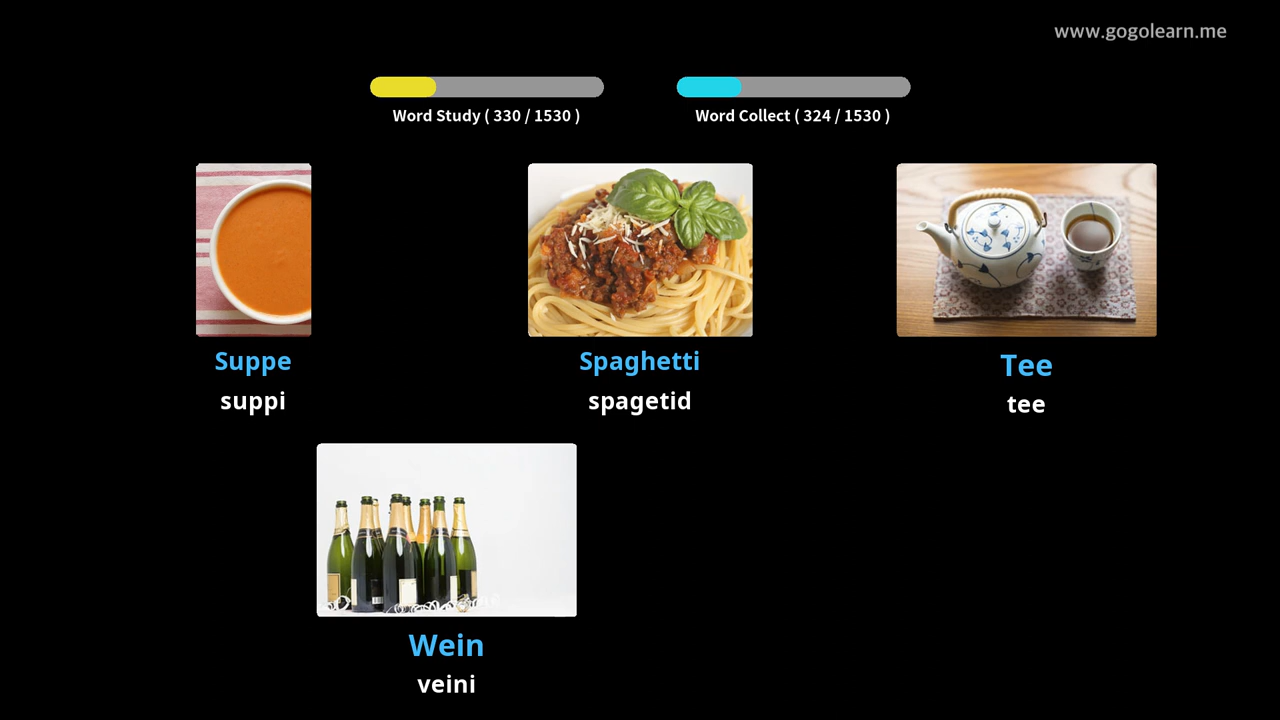 www.gogolearn.me
Word Study ( 330 / 1530 )
Word Collect ( 324 / 1530 )
Suppe
suppi
Spaghetti
spagetid
Tee
tee
Wein
veini